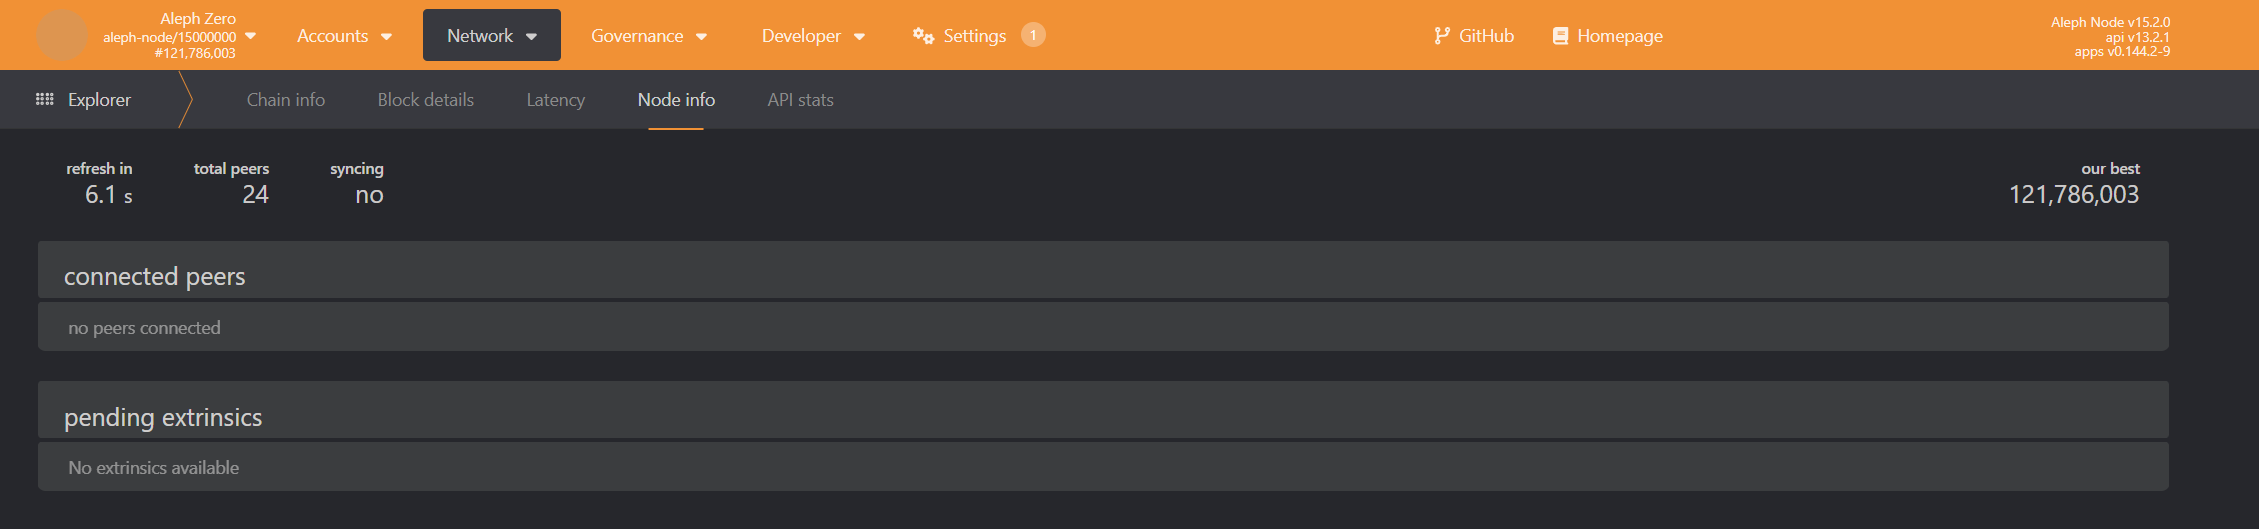 Aleph Zero
aleph-node/15000000
#121,786,003
Accounts
Network
Governance
Developer
Settings
1
GitHub
Homepage
Aleph Node v15.2.0
api v13.2.1
apps v0.144.2-9
Explorer
Chain info
Block details
Latency
Node info
API stats
refresh in
6.1 s
total peers
24
syncing
no
our best
121,786,003
connected peers
no peers connected
pending extrinsics
No extrinsics available